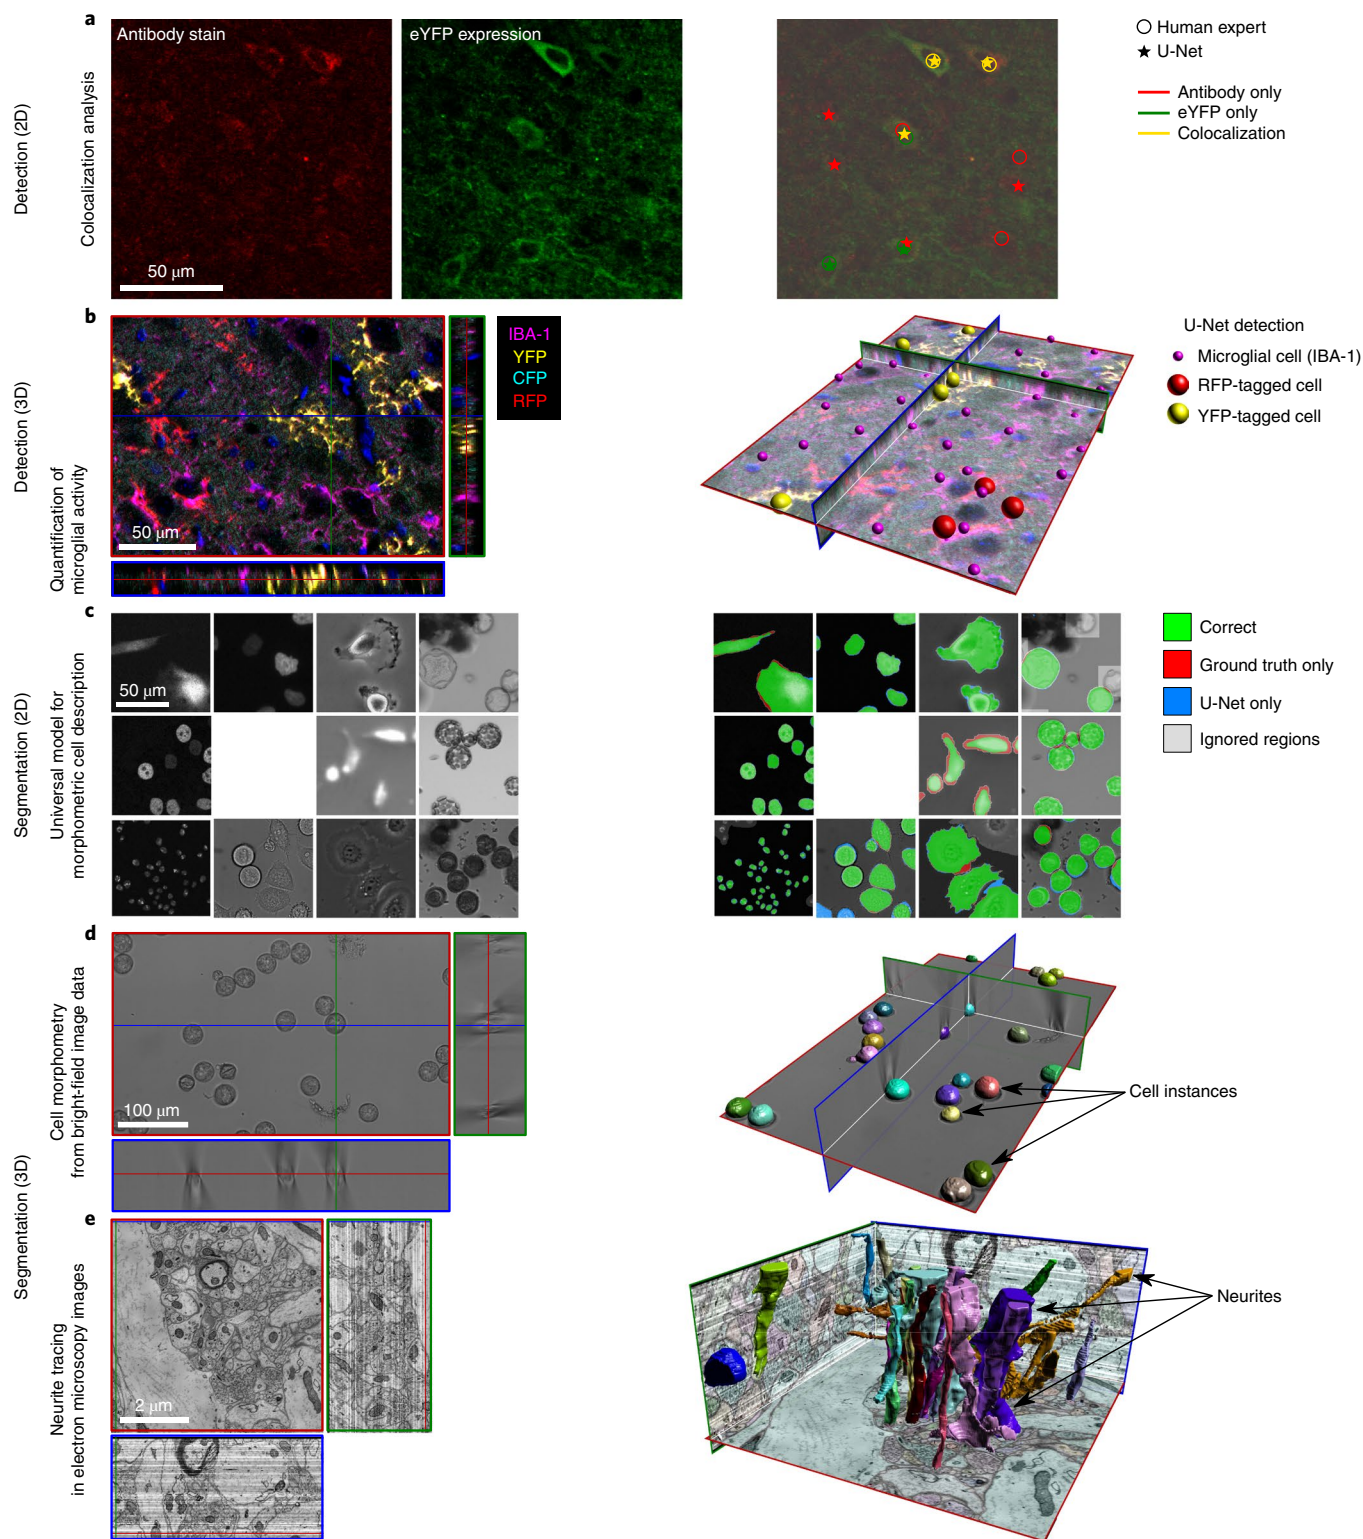 a
Detection (2D)
Colocalization analysis
Antibody stain
eYFP expression
50 µm
Human expert
U-Net
Antibody only
eYFP only
Colocalization
b
Detection (3D)
Quantification of
microglial activity
50 µm
IBA-1
YFP
CFP
RFP
U-Net detection
Microglial cell (IBA-1)
RFP-tagged cell
YFP-tagged cell
c
Segmentation (2D)
Universal model for
morphometric cell description
50 µm
Correct
Ground truth only
U-Net only
Ignored regions
d
Segmentation (3D)
Cell morphometry
from bright-field image data
100 µm
Cell instances
e
Neurite tracing
in electron microscopy images
2 µm
Neurites